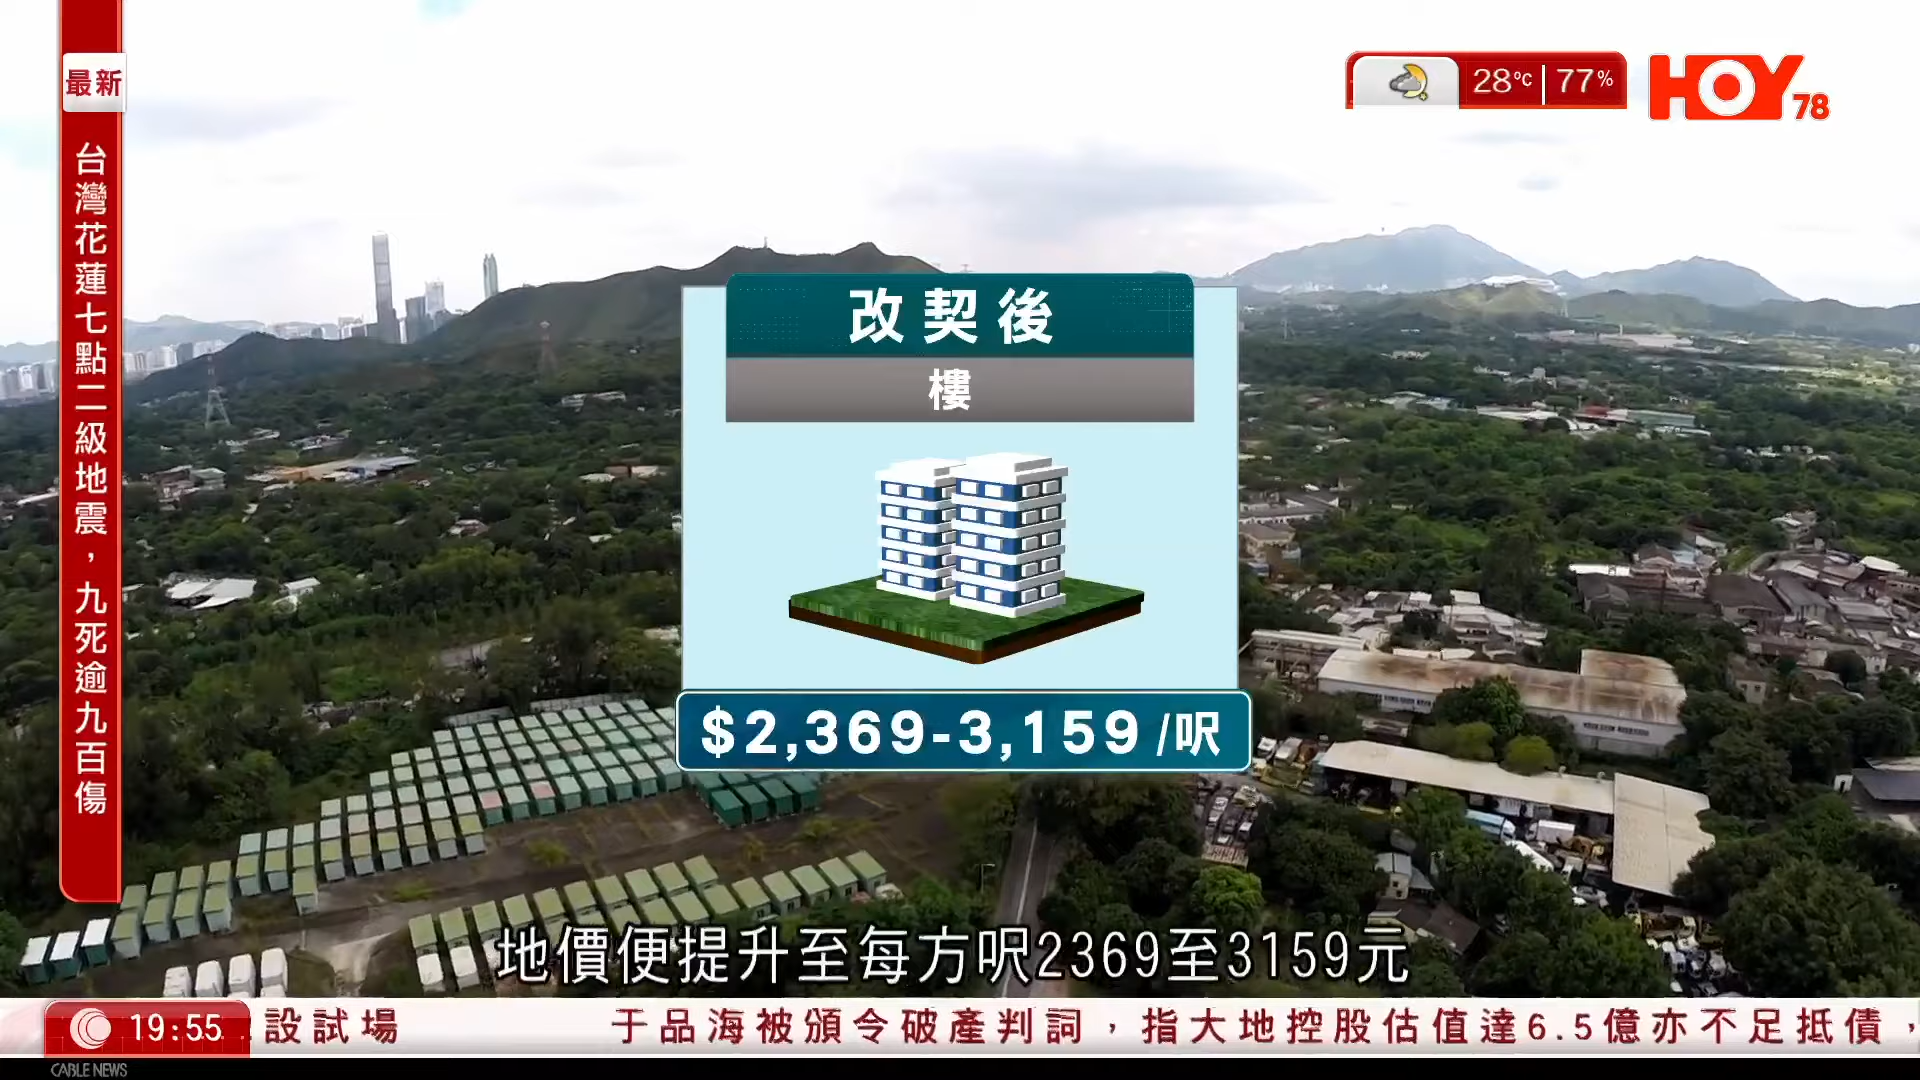 最新
台灣花蓮七點二級地震，九死逾九百傷
28°C 77%
HOY 78
改契後
樓
$2,369-3,159 /呎
地價便提升至每方呎2369至3159元
19:55
設試場 于品海被頒令破產判詞，指大地控股估值達6.5億亦不足抵債，
CABLE NEWS